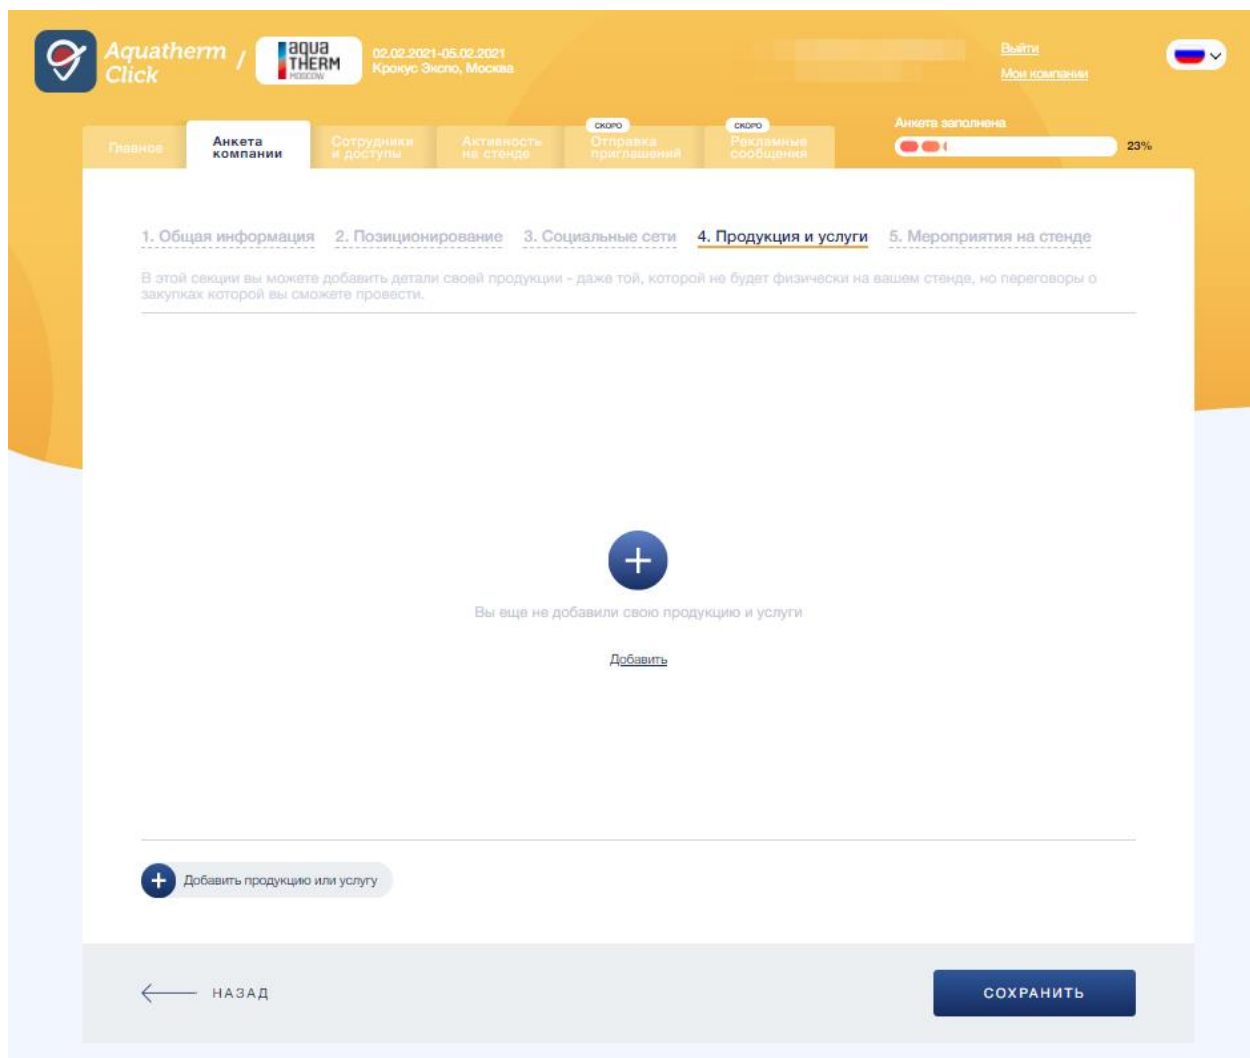 Aquatherm
Click
/
aqua
THERM
MOSCOW
02.02.2021-05.02.2021
Крокус Экспо, Москва
Выйти
Мои компании
Главное
Анкета
компании
Сотрудники
и доступы
Активность
на стенде
СКОРО
Отправка
приглашений
СКОРО
Рекламные
сообщения
Анкета заполнена
23%
1. Общая информация 2. Позиционирование 3. Социальные сети 4. Продукция и услуги 5. Мероприятия на стенде
В этой секции вы можете добавить детали своей продукции - даже той, которой не будет физически на вашем стенде, но переговоры о
закупках которой вы сможете провести.
Вы еще не добавили свою продукцию и услуги
Добавить
Добавить продукцию или услугу
НАЗАД
СОХРАНИТЬ